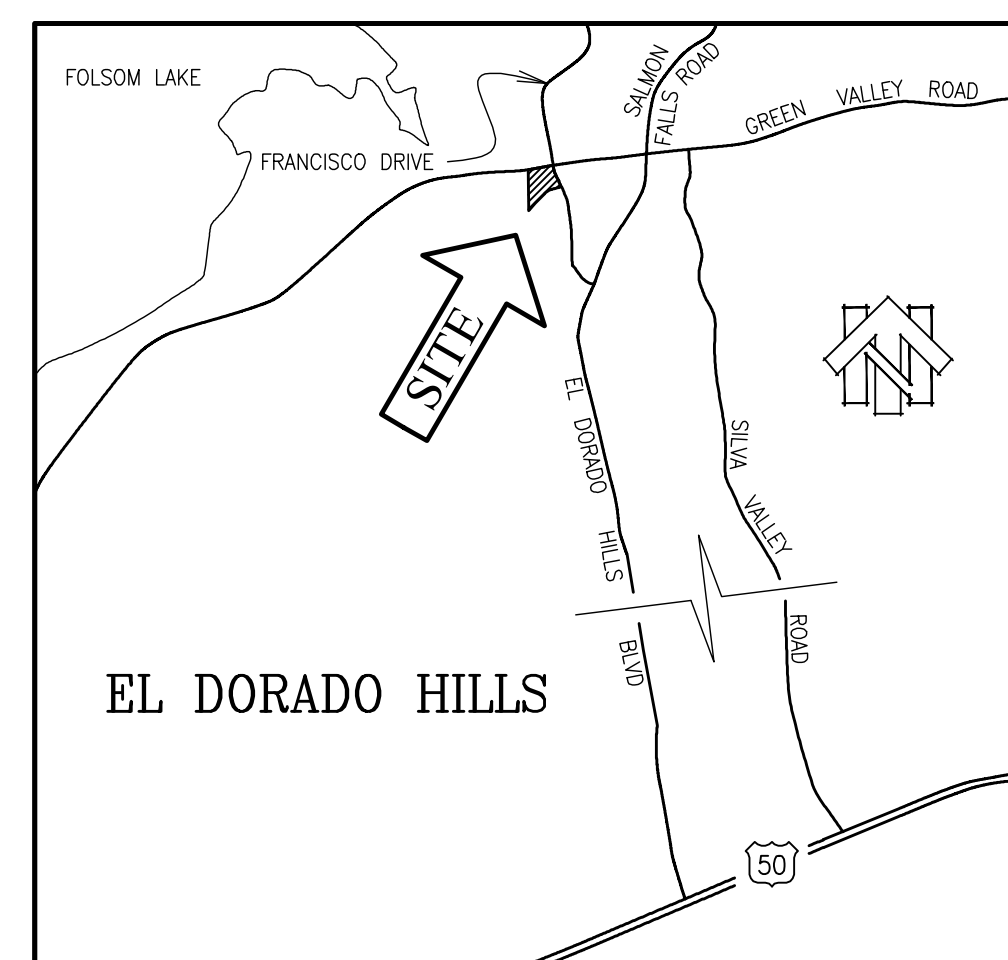 FOLSOM LAKE
SALMON
FALLS ROAD
GREEN VALLEY ROAD
FRANCISCO DRIVE
SITE
EL DORADO HILLS BLVD
SILVA VALLEY ROAD
EL DORADO HILLS
50